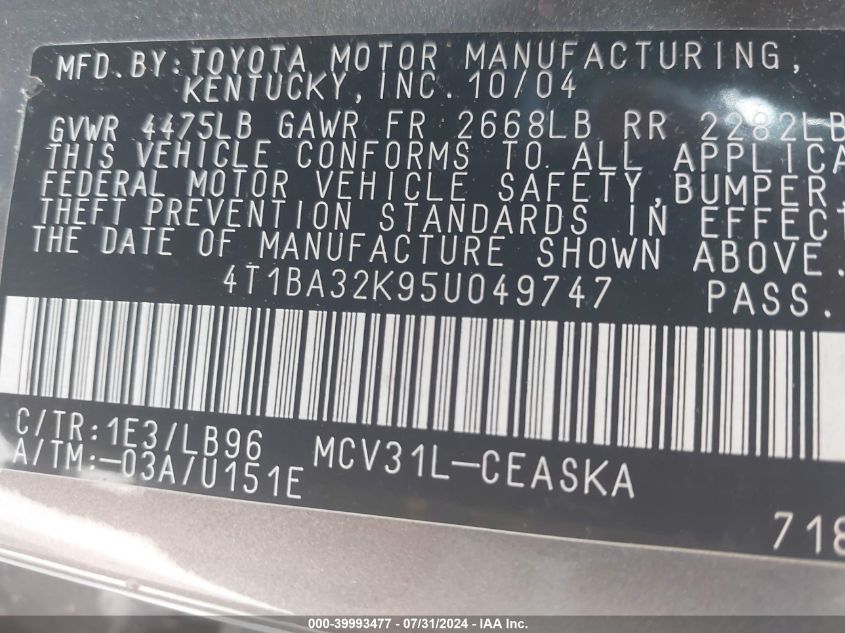 MFD.BY:TOYOTA MOTOR MANUFACTURING,
KENTUCKY,INC.10/04
GVWR 4475LB GAWR FR 2668LB RR 2282LB
THIS VEHICLE CONFORMS TO ALL APPLICA
FEDERAL MOTOR VEHICLE SAFETY,BUMPER,
THEFT PREVENTION STANDARDS IN EFFECT
THE DATE OF MANUFACTURE SHOWN ABOVE.
4T1BA32K95U049747 PASS.
C/TR:1E3/LB96 MCV31L-CEASKA
A/TM:-03A/U151E
718
000-39993477 - 07/31/2024 - IAA Inc.